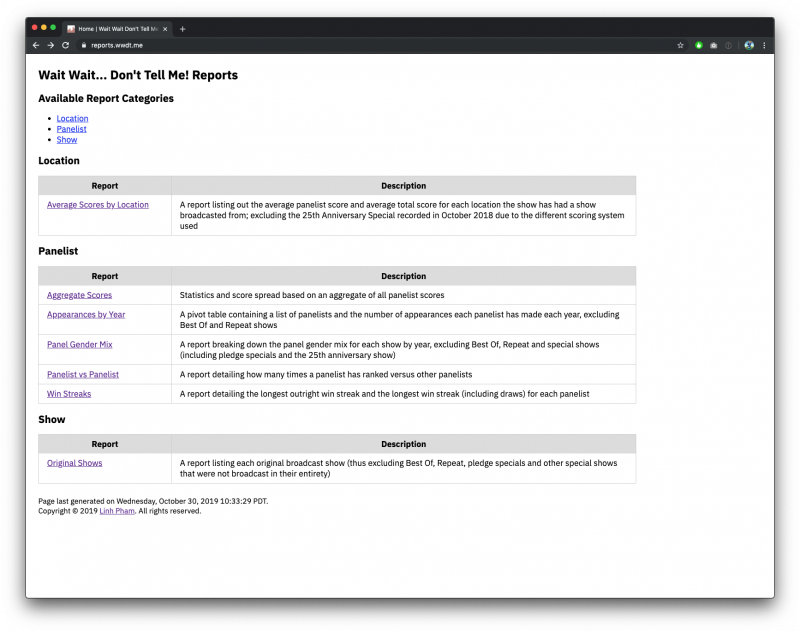 Home | Wait Wait Don't Tell Me
reports.wwdt.me
Wait Wait... Don't Tell Me! Reports
Available Report Categories
Location
Panelist
Show
Location
Report Description
Average Scores by Location A report listing out the average panelist score and average total score for each location the show has had a show
broadcasted from; excluding the 25th Anniversary Special recorded in October 2018 due to the different scoring system
used
Panelist
Report Description
Aggregate Scores Statistics and score spread based on an aggregate of all panelist scores
Appearances by Year A pivot table containing a list of panelists and the number of appearances each panelist has made each year, excluding
Best Of and Repeat shows
Panel Gender Mix A report breaking down the panel gender mix for each show by year, excluding Best Of, Repeat and special shows
(including pledge specials and the 25th anniversary show)
Panelist vs Panelist A report detailing how many times a panelist has ranked versus other panelists
Win Streaks A report detailing the longest outright win streak and the longest win streak (including draws) for each panelist
Show
Report Description
Original Shows A report listing each original broadcast show (thus excluding Best Of, Repeat, pledge specials and other special shows
that were not broadcast in their entirety)
Page last generated on Wednesday, October 30, 2019 10:33:29 PDT.
Copyright © 2019 Linh Pham. All rights reserved.